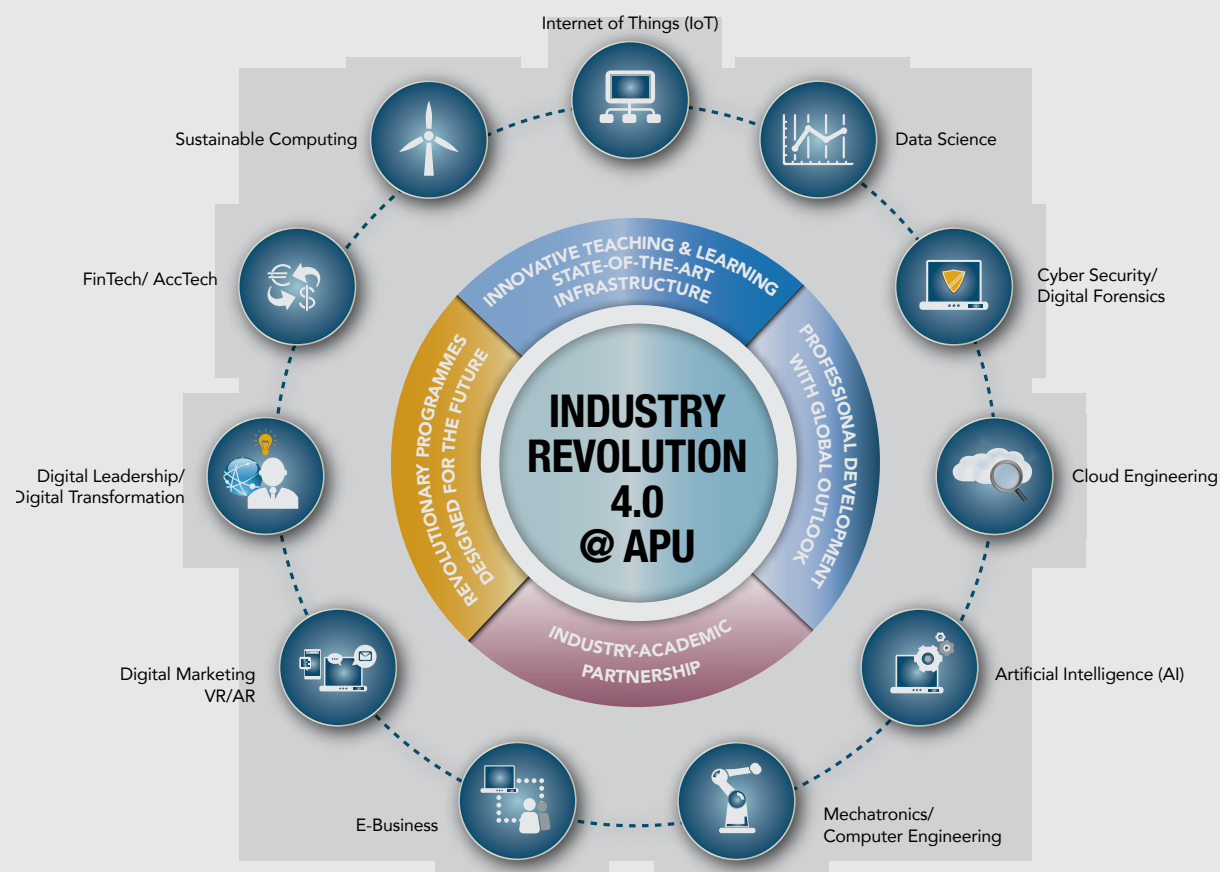 Internet of Things (IoT)
Sustainable Computing
Data Science
FinTech/ AccTech
Cyber Security/
Digital Forensics
INNOVATIVE TEACHING & LEARNING
STATE-OF-THE-ART
INFRASTRUCTURE
REVOLUTIONARY PROGRAMMES
DESIGNED FOR THE FUTURE
INDUSTRY
REVOLUTION
4.0
@ APU
PROFESSIONAL DEVELOPMENT
WITH GLOBAL OUTLOOK
INDUSTRY-ACADEMIC
PARTNERSHIP
Digital Leadership/
Digital Transformation
Cloud Engineering
Digital Marketing
VR/AR
Artificial Intelligence (AI)
E-Business
Mechatronics/
Computer Engineering